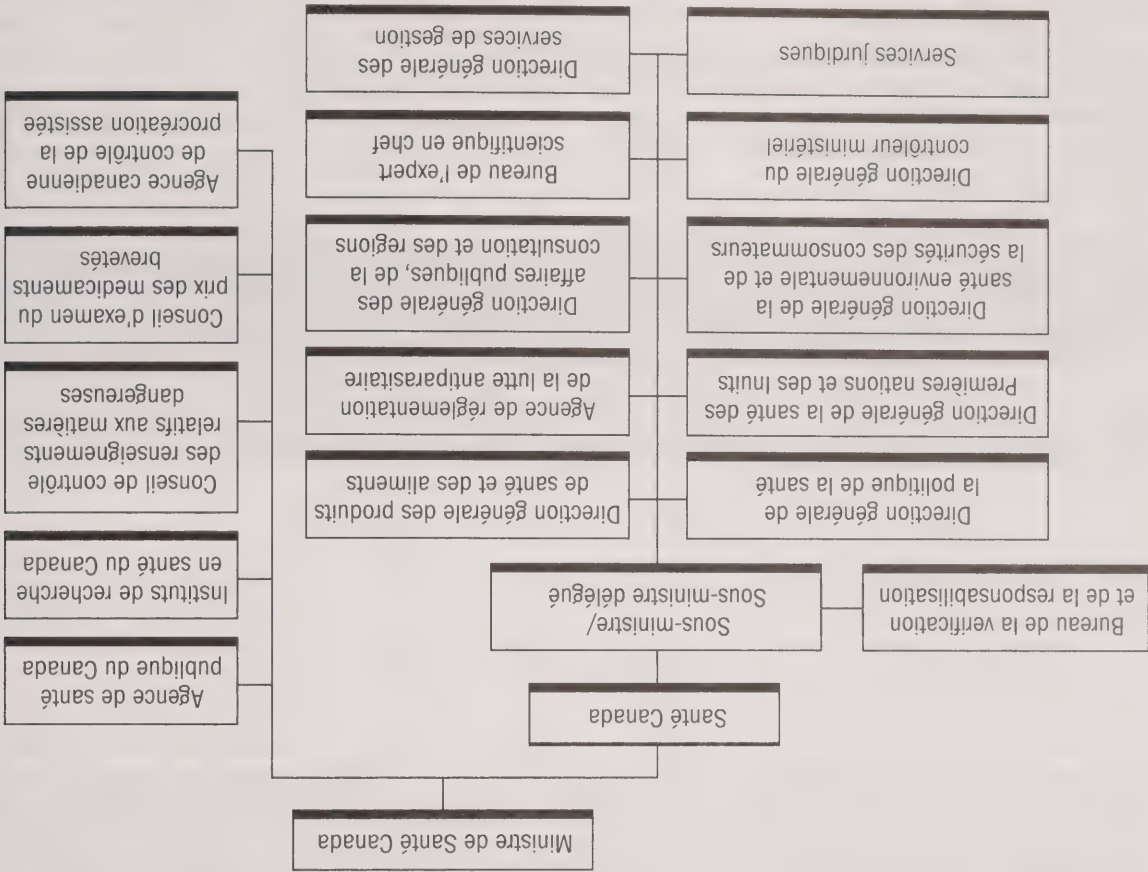 Ministre de Santé Canada
Santé Canada
Sous-ministre/
Sous-ministre délégué
Bureau de la vérification
et de la responsabilisation
Direction générale de
la politique de la santé
Direction générale des produits
de santé et des aliments
Direction générale de la santé des
Premières nations et des Inuits
Agence de réglementation
de la lutte antiparasitaire
Direction générale de la
santé environnementale et de
la sécurités des consommateurs
Direction générale des
affaires publiques, de la
consultation et des regions
Direction générale du
contrôleur ministériel
Bureau de l'expert
scientifique en chef
Services juridiques
Direction générale des
services de gestion
Agence de santé
publique du Canada
Instituts de recherche
en santé du Canada
Conseil de contrôle
des renseignements
relatifs aux matières
dangereuses
Conseil d'examen du
prix des medicaments
brevetés
Agence canadienne
de contrôle de la
procréation assistée